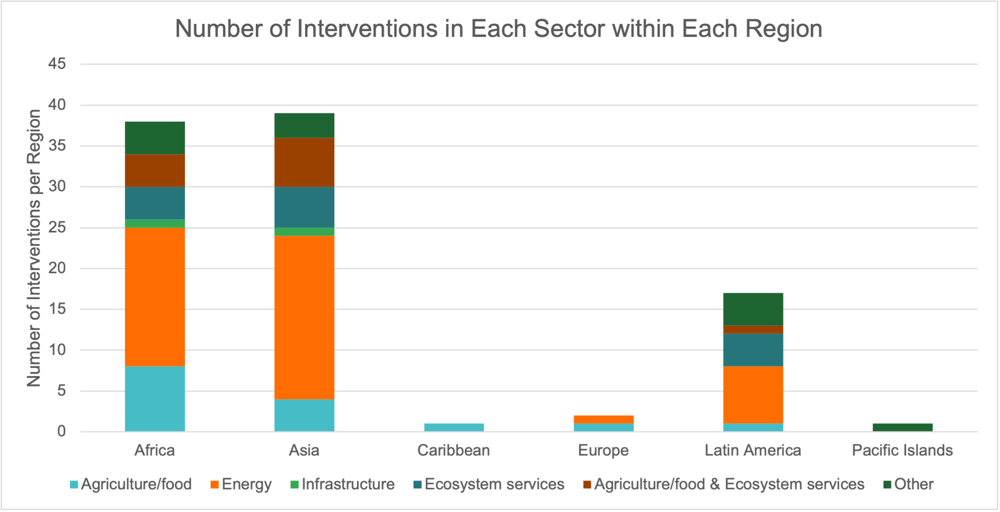 Number of Interventions in Each Sector within Each Region
Number of Interventions per Region
45
40
35
30
25
20
15
10
5
0
Africa Asia Caribbean Europe Latin America Pacific Islands
Agriculture/food Energy Infrastructure Ecosystem services Agriculture/food & Ecosystem services Other